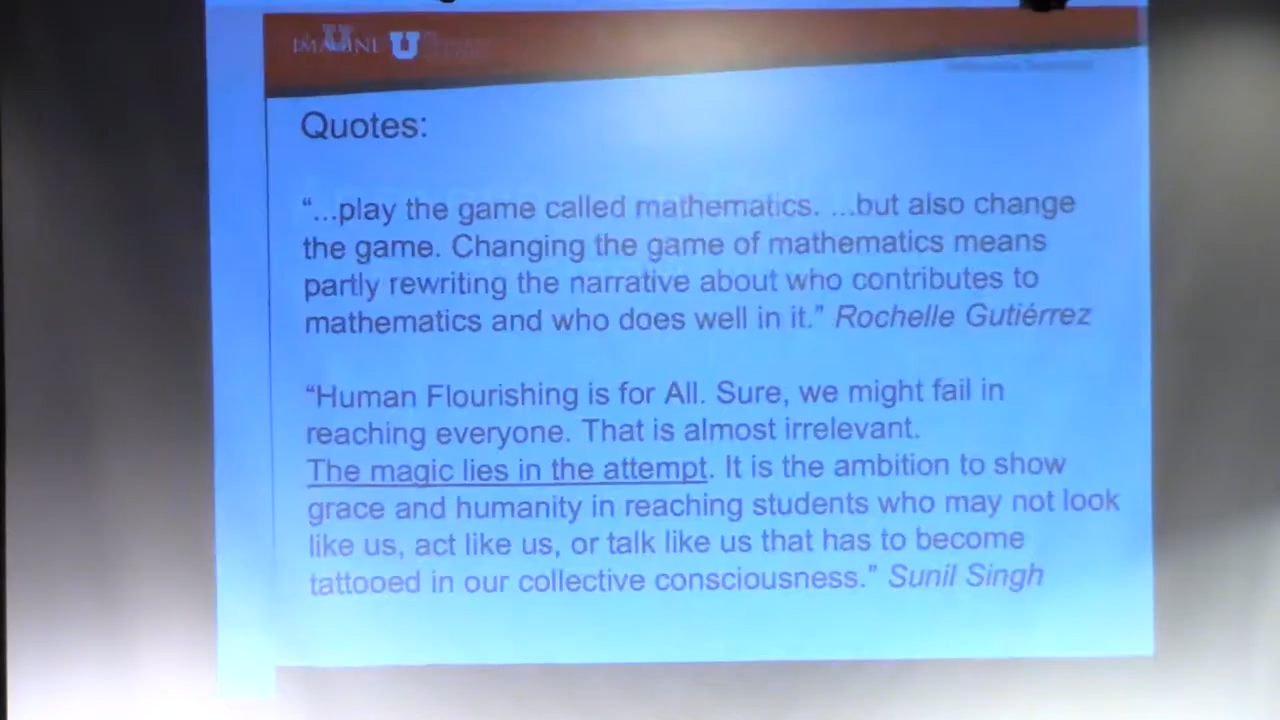 IMAGINE U
Quotes:
“...play the game called mathematics. ...but also change
the game. Changing the game of mathematics means
partly rewriting the narrative about who contributes to
mathematics and who does well in it.” Rochelle Gutiérrez
“Human Flourishing is for All. Sure, we might fail in
reaching everyone. That is almost irrelevant.
The magic lies in the attempt. It is the ambition to show
grace and humanity in reaching students who may not look
like us, act like us, or talk like us that has to become
tattooed in our collective consciousness.” Sunil Singh